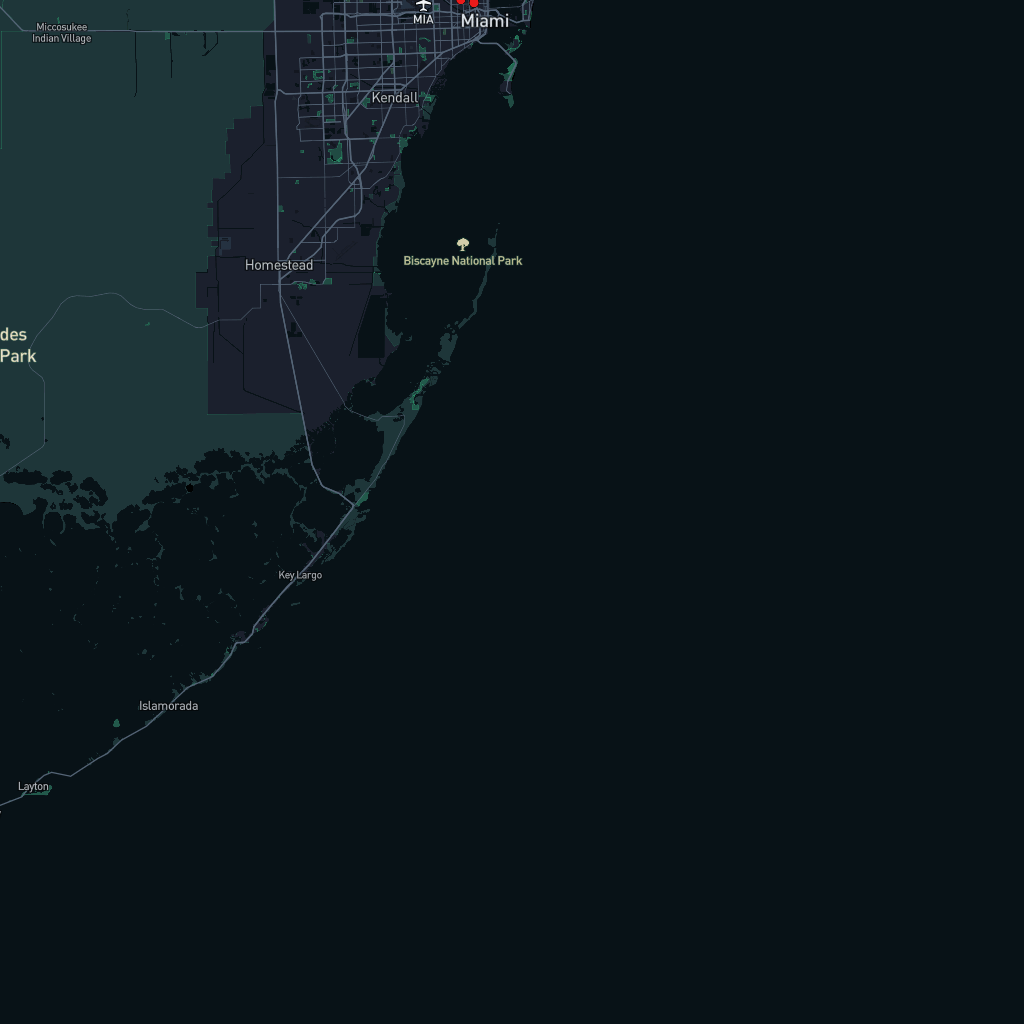 MIA
Miami
Miccosukee
Indian Village
Kendall
Biscayne National Park
Homestead
des
Park
Key Largo
Islamorada
Layton